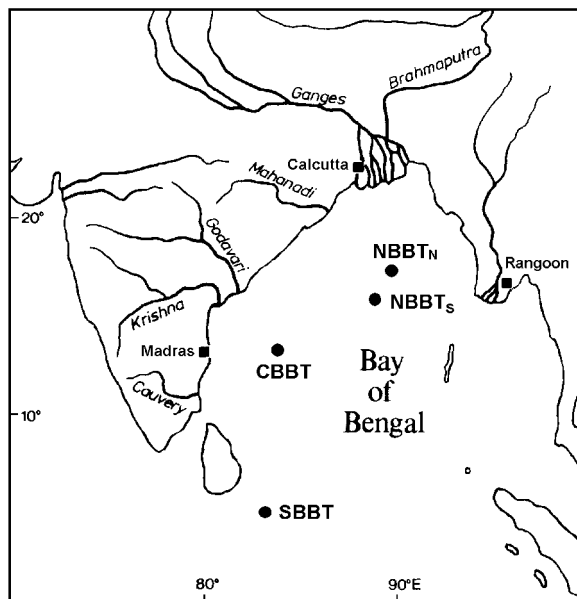 Brahmaputra
Ganges
Calcutta
Mahanadi
20°
Godavari
NBBTN
Rangoon
NBBTS
Krishna
Madras
CBBT
Bay
of
Bengal
Cauvery
10°
SBBT
80°
90°E